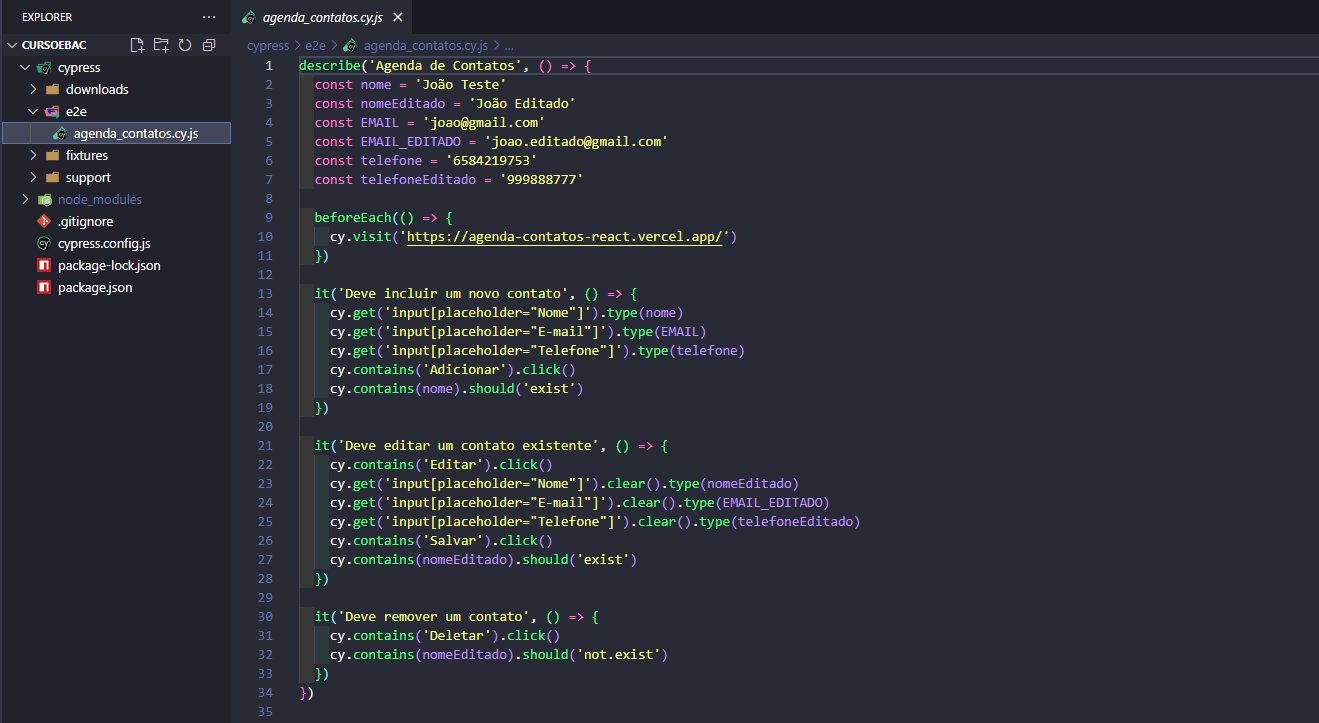 EXPLORER
CURSOEBAC
cypress
downloads
e2e
agenda_contatos.cy.js
fixtures
support
node_modules
.gitignore
cypress.config.js
package-lock.json
package.json
agenda_contatos.cy.js
cypress > e2e > agenda_contatos.cy.js > ...
1 describe('Agenda de Contatos', () => {
2 const nome = 'João Teste'
3 const nomeEditado = 'João Editado'
4 const EMAIL = 'joao@gmail.com'
5 const EMAIL_EDITADO = 'joao.editado@gmail.com'
6 const telefone = '6584219753'
7 const telefoneEditado = '999888777'
8
9 beforeEach(() => {
10 cy.visit('https://agenda-contatos-react.vercel.app/')
11 })
12
13 it('Deve incluir um novo contato', () => {
14 cy.get('input[placeholder="Nome"]').type(nome)
15 cy.get('input[placeholder="E-mail"]').type(EMAIL)
16 cy.get('input[placeholder="Telefone"]').type(telefone)
17 cy.contains('Adicionar').click()
18 cy.contains(nome).should('exist')
19 })
20
21 it('Deve editar um contato existente', () => {
22 cy.contains('Editar').click()
23 cy.get('input[placeholder="Nome"]').clear().type(nomeEditado)
24 cy.get('input[placeholder="E-mail"]').clear().type(EMAIL_EDITADO)
25 cy.get('input[placeholder="Telefone"]').clear().type(telefoneEditado)
26 cy.contains('Salvar').click()
27 cy.contains(nomeEditado).should('exist')
28 })
29
30 it('Deve remover um contato', () => {
31 cy.contains('Deletar').click()
32 cy.contains(nomeEditado).should('not.exist')
33 })
34 })
35